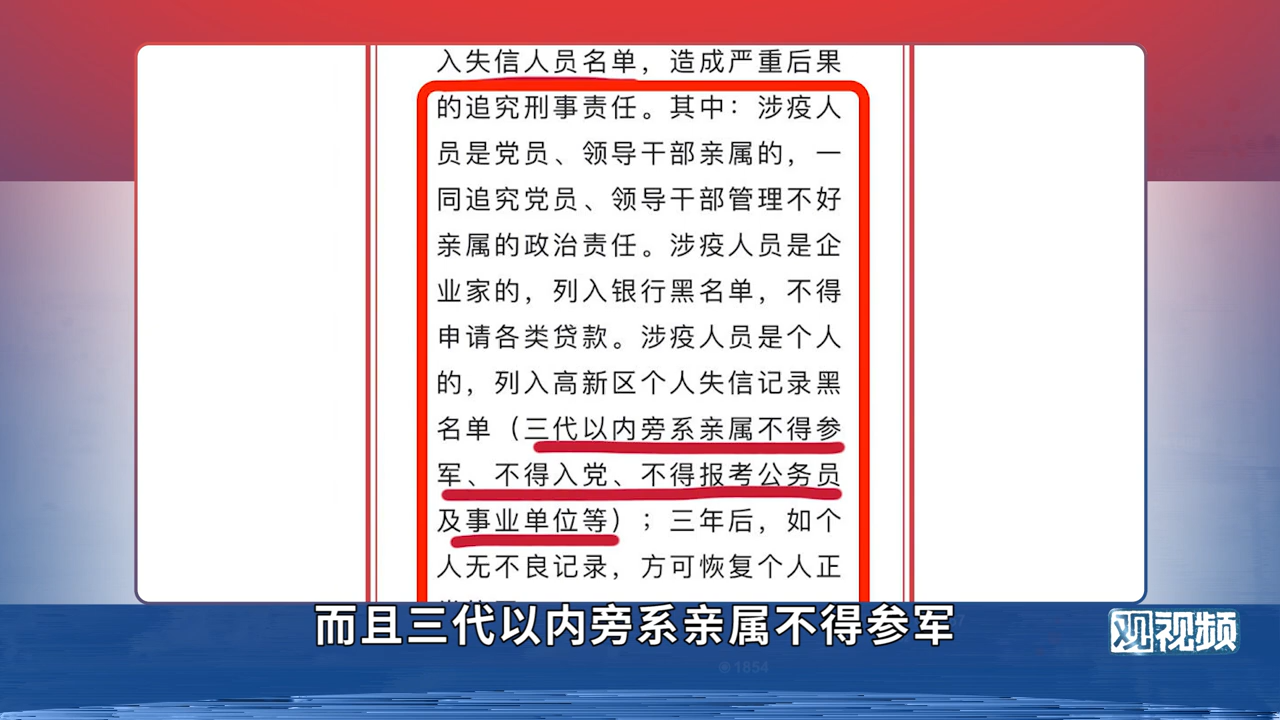 入失信人员名单，造成严重后果
的追究刑事责任。其中：涉疫人
员是党员、领导干部亲属的，一
同追究党员、领导干部管理不好
亲属的政治责任。涉疫人员是企
业家的，列入银行黑名单，不得
申请各类贷款。涉疫人员是个人
的，列入高新区个人失信记录黑
名单（三代以内旁系亲属不得参
军、不得入党、不得报考公务员
及事业单位等）；三年后，如个
人无不良记录，方可恢复个人正
而且三代以内旁系亲属不得参军
观视频
1854